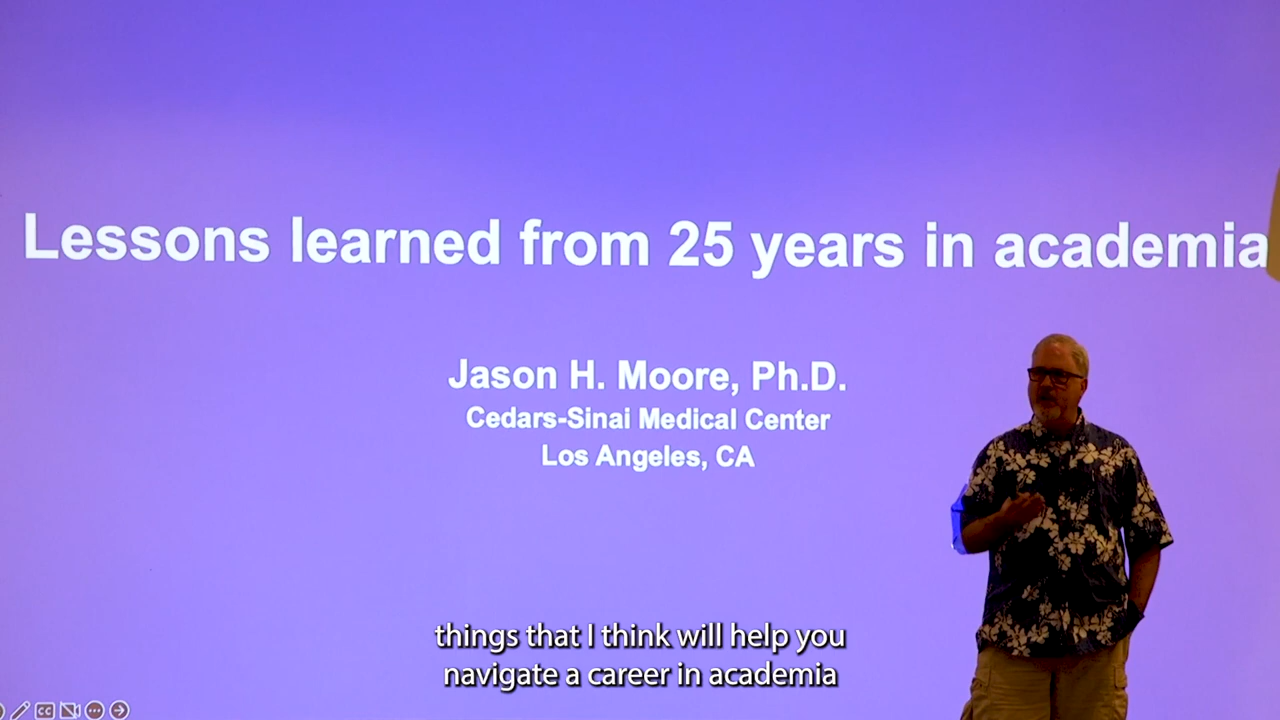 Lessons learned from 25 years in academia
Jason H. Moore, Ph.D.
Cedars-Sinai Medical Center
Los Angeles, CA
things that I think will help you
navigate a career in academia
CC